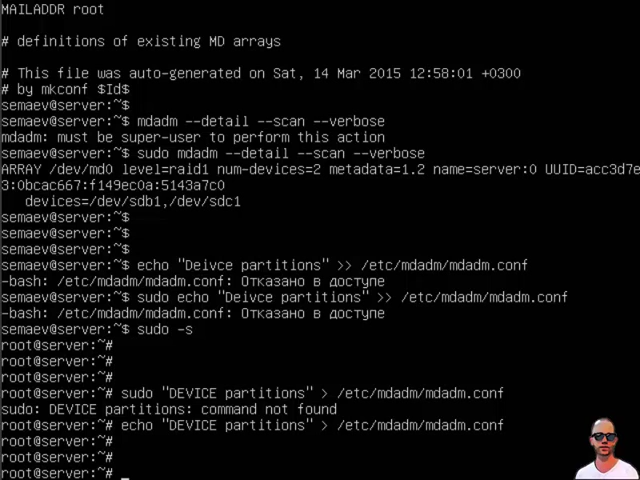 MAILADDR root
# definitions of existing MD arrays
# This file was auto-generated on Sat, 14 Mar 2015 12:58:01 +0300
# by mkconf $Id$
semaev@server:~$
semaev@server:~$ mdadm --detail --scan --verbose
mdadm: must be super-user to perform this action
semaev@server:~$ sudo mdadm --detail --scan --verbose
ARRAY /dev/md0 level=raid1 num-devices=2 metadata=1.2 name=server:0 UUID=acc3d7e
3:0bcac667:f149ec0a:5143a7c0
devices=/dev/sdb1,/dev/sdc1
semaev@server:~$
semaev@server:~$
semaev@server:~$
semaev@server:~$ echo "Deivce partitions" >> /etc/mdadm/mdadm.conf
-bash: /etc/mdadm/mdadm.conf: Отказано в доступе
semaev@server:~$ sudo echo "Deivce partitions" >> /etc/mdadm/mdadm.conf
-bash: /etc/mdadm/mdadm.conf: Отказано в доступе
semaev@server:~$ sudo -s
root@server:~#
root@server:~#
root@server:~#
root@server:~# sudo "DEVICE partitions" > /etc/mdadm/mdadm.conf
sudo: DEVICE partitions: command not found
root@server:~# echo "DEVICE partitions" > /etc/mdadm/mdadm.conf
root@server:~#
root@server:~#
root@server:~# _